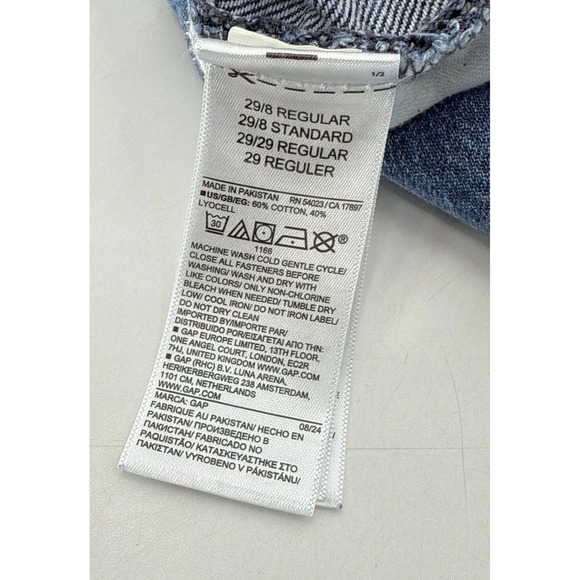 1/3
29/8 REGULAR
29/8 STANDARD
29/29 REGULAR
29 REGULER
MADE IN PAKISTAN RN 54023 / CA 17897
■ US/GB/EG: 60% COTTON, 40%
LYOCELL
30
1166
MACHINE WASH COLD GENTLE CYCLE/
CLOSE ALL FASTENERS BEFORE
WASHING/ WASH AND DRY WITH
LIKE COLORS/ ONLY NON-CHLORINE
BLEACH WHEN NEEDED/ TUMBLE DRY
LOW/ COOL IRON/ DO NOT IRON LABEL/
DO NOT DRY CLEAN
IMPORTED BY/IMPORTE PAR/
DISTRIBUIDO POR/ΕΙΣΑΓΕΤΑΙ ΑΠΟ ΤΗΝ:
■ GAP EUROPE LIMITED, 13TH FLOOR,
ONE ANGEL COURT, LONDON, EC2R
7HJ, UNITED KINGDOM WWW.GAP.COM
■ GAP (RHC) B.V. LUNA ARENA,
HERIKERBERGWEG 238 AMSTERDAM,
1101 CM, NETHERLANDS
WWW.GAP.COM
MARCA: GAP 08/24
FABRIQUE AU PAKISTAN/ HECHO EN
PAKISTAN/ ПРОИЗВЕДЕНО В
ПАКИСТАН/ FABRICADO NO
PAQUISTÃO/ ΚΑΤΑΣΚΕΥΑΣΤΗΚΕ ΣΤΟ
ΠΑΚΙΣΤΑΝ/ VYROBENO V PÁKISTÁNU/